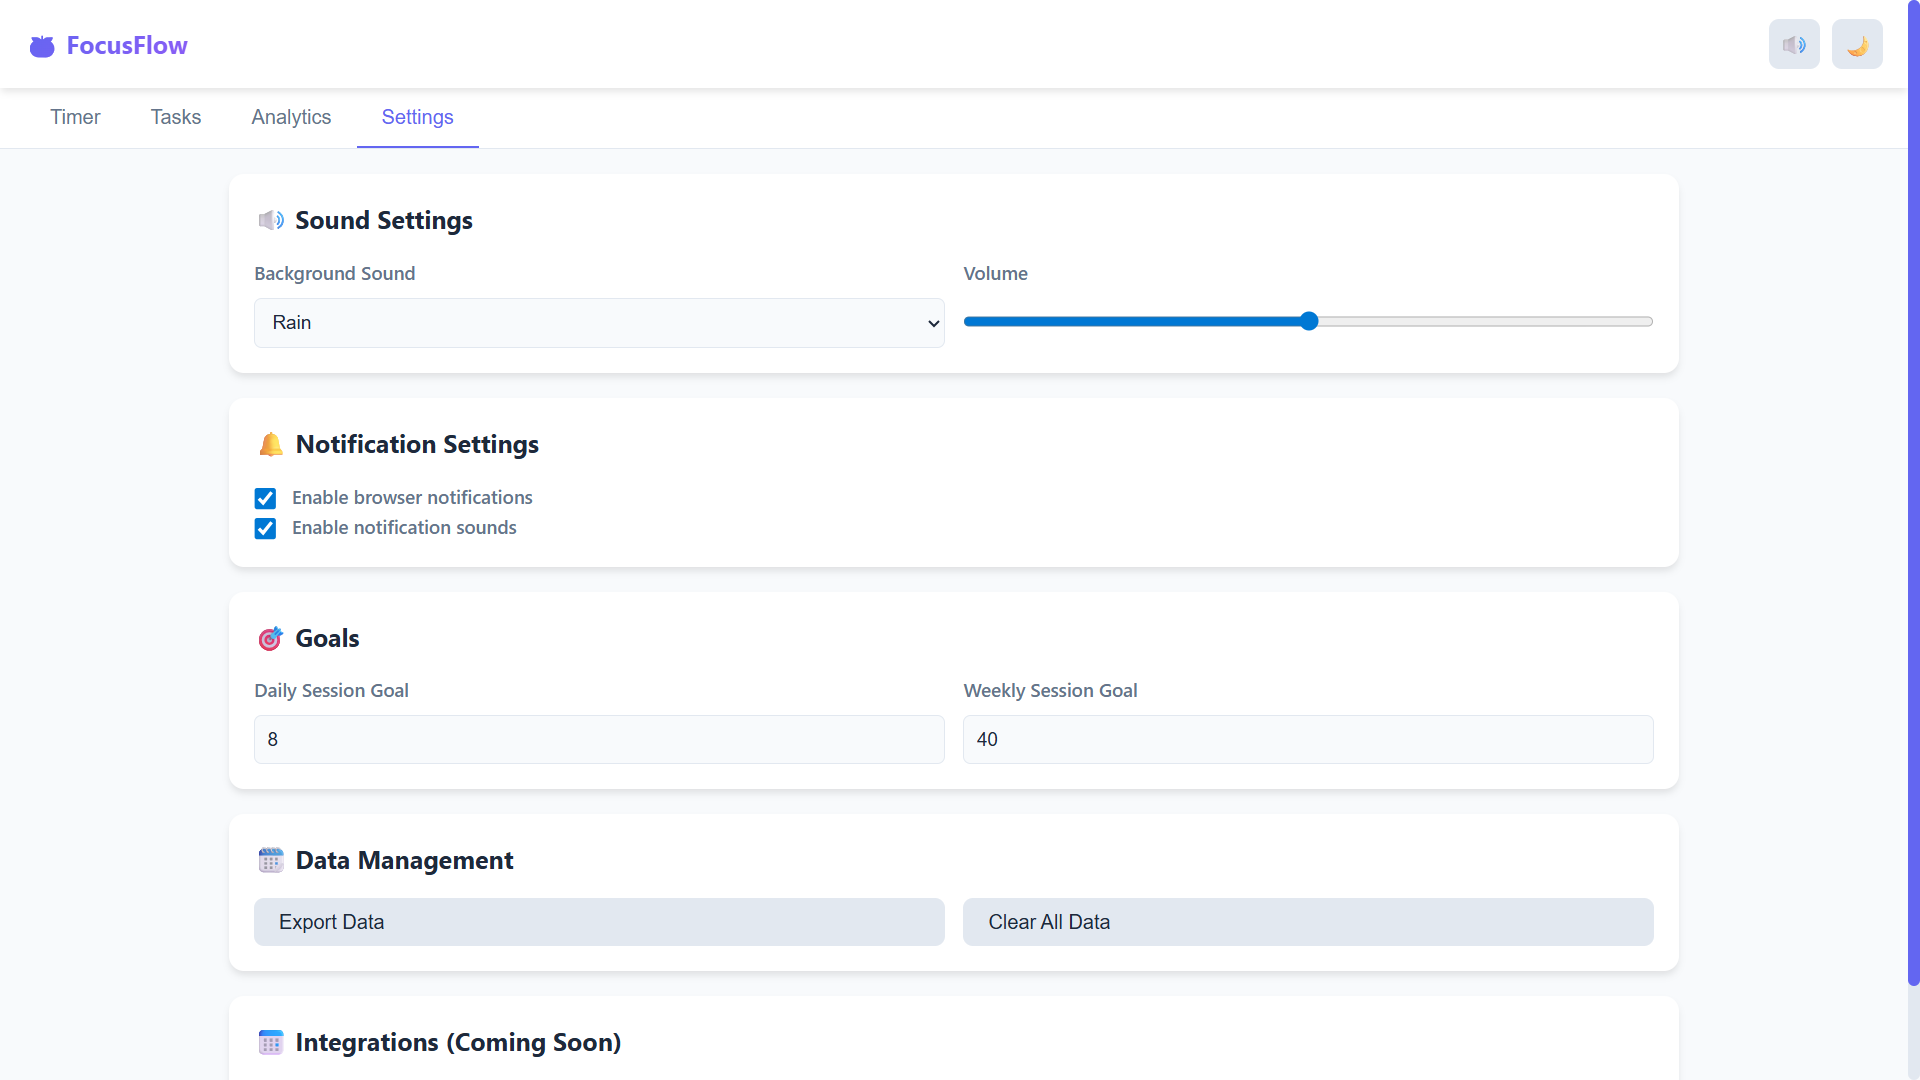 FocusFlow
Timer
Tasks
Analytics
Settings
Sound Settings
Background Sound
Volume
Rain
Notification Settings
Enable browser notifications
Enable notification sounds
Goals
Daily Session Goal
Weekly Session Goal
8
40
Data Management
Export Data
Clear All Data
Integrations (Coming Soon)